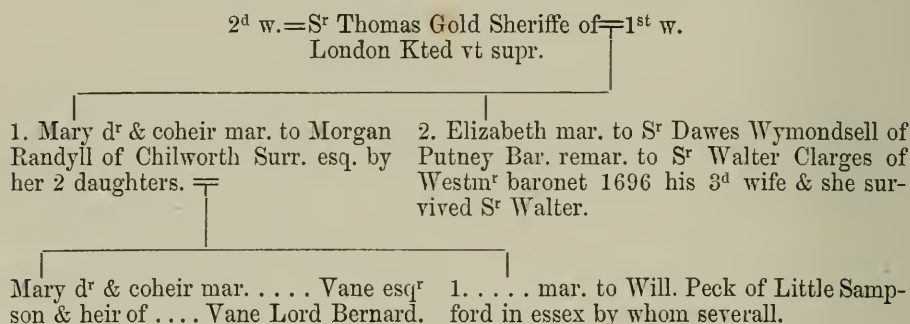 2d w.=Sr Thomas Gold Sheriffe of=1st w.
London Kted vt supr.
1. Mary dr & coheir mar. to Morgan
Randyll of Chilworth Surr. esq. by
her 2 daughters. =
2. Elizabeth mar. to Sr Dawes Wymondsell of
Putney Bar. remar. to Sr Walter Clarges of
Westmr baronet 1696 his 3d wife & she sur-
vived Sr Walter.
Mary dr & coheir mar. . . . . Vane esqr
son & heir of . . . . Vane Lord Bernard.
1. . . . . mar. to Will. Peck of Little Samp-
ford in essex by whom severall.